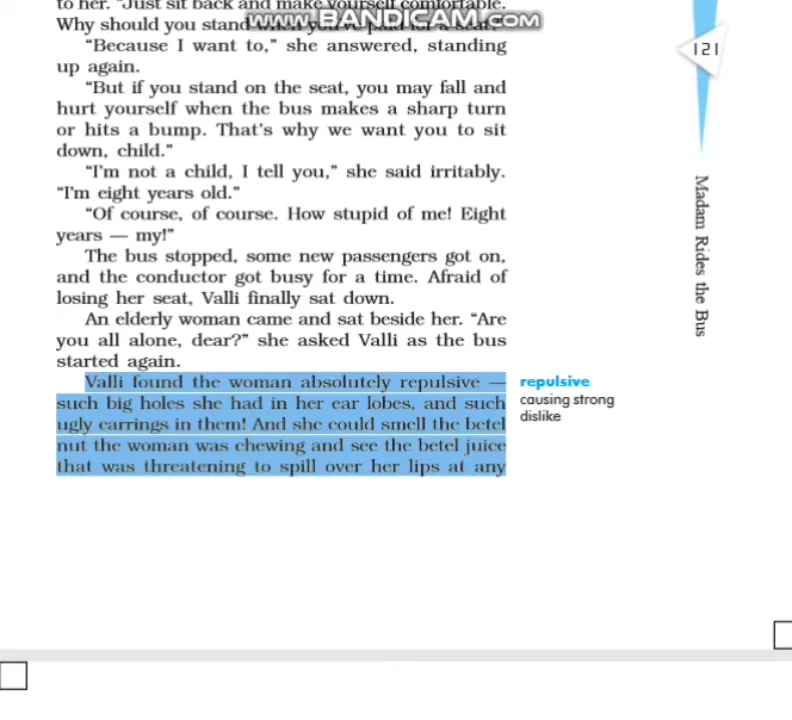 to her. "Just sit back and make yourself comfortable.
Why should you stand when you've paid for a seat?"
www.BANDICAM.com
"Because I want to," she answered, standing
up again.
"But if you stand on the seat, you may fall and
hurt yourself when the bus makes a sharp turn
or hits a bump. That's why we want you to sit
down, child."
"I'm not a child, I tell you," she said irritably.
"I'm eight years old."
"Of course, of course. How stupid of me! Eight
years — my!"
The bus stopped, some new passengers got on,
and the conductor got busy for a time. Afraid of
losing her seat, Valli finally sat down.
An elderly woman came and sat beside her. "Are
you all alone, dear?" she asked Valli as the bus
started again.
Valli found the woman absolutely repulsive —
such big holes she had in her ear lobes, and such
ugly earrings in them! And she could smell the betel
nut the woman was chewing and see the betel juice
that was threatening to spill over her lips at any
repulsive
causing strong
dislike
121
Madam Rides the Bus